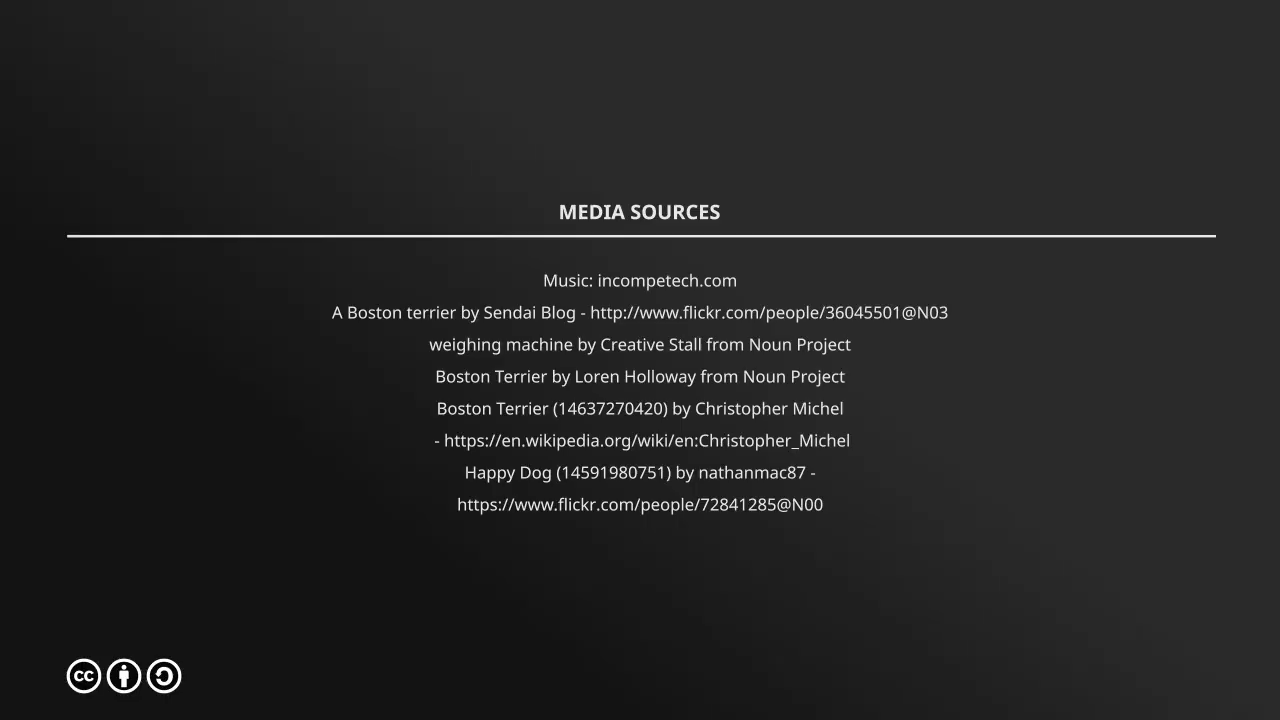 MEDIA SOURCES
Music: incompetech.com
A Boston terrier by Sendai Blog - http://www.flickr.com/people/36045501@N03
weighing machine by Creative Stall from Noun Project
Boston Terrier by Loren Holloway from Noun Project
Boston Terrier (14637270420) by Christopher Michel
- https://en.wikipedia.org/wiki/en:Christopher_Michel
Happy Dog (14591980751) by nathanmac87 -
https://www.flickr.com/people/72841285@N00
cc